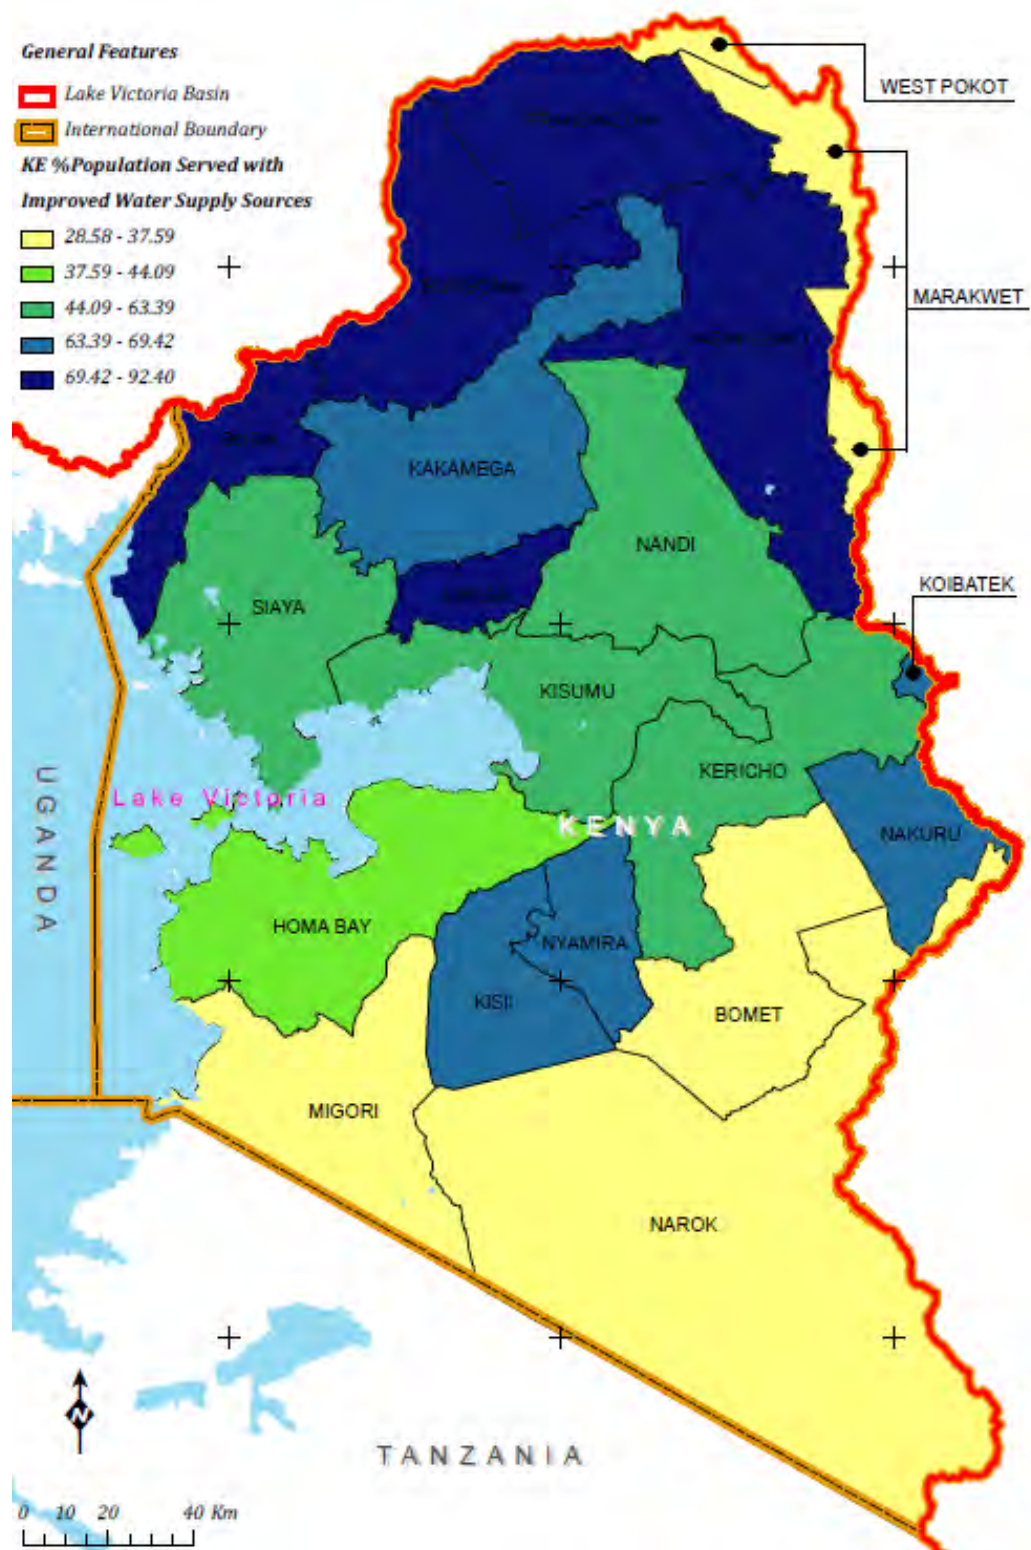 General Features
Lake Victoria Basin
International Boundary
KE %Population Served with
Improved Water Supply Sources
28.58 - 37.59
37.59 - 44.09
44.09 - 63.39
63.39 - 69.42
69.42 - 92.40
WEST POKOT
MARAKWET
KAKAMEGA
NANDI
KOIBATEK
SIAYA
KISUMU
KERICHO
UGANDA
Lake Victoria
KENYA
NAKURU
HOMA BAY
NYAMIRA
KISII
BOMET
MIGORI
NAROK
N
TANZANIA
0 10 20 40 Km